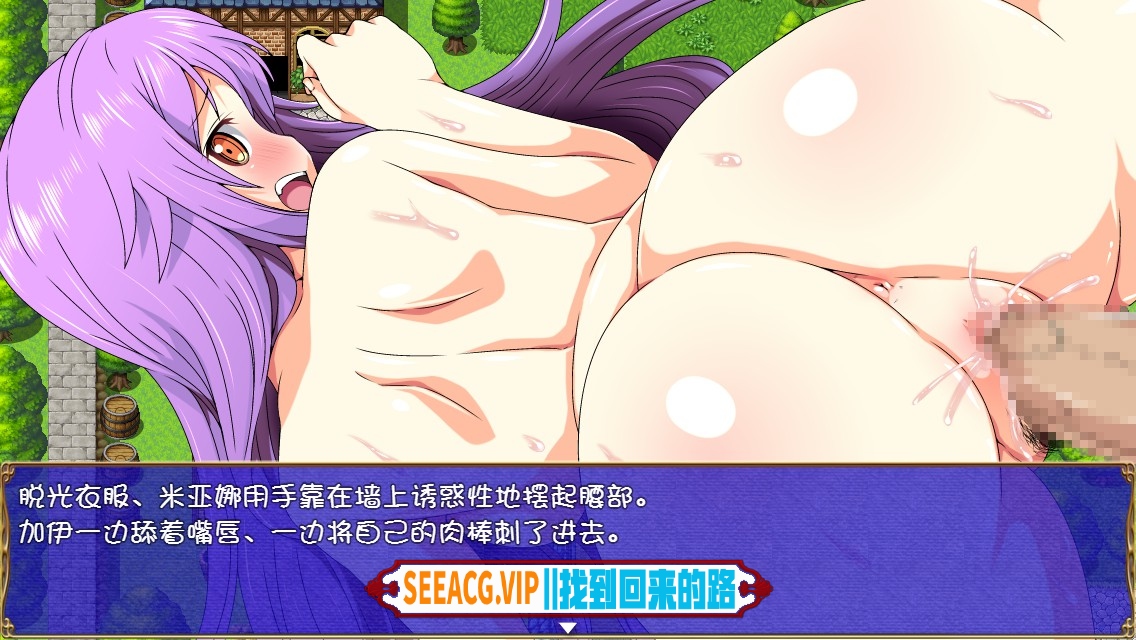 脱光衣服、米亚娜用手靠在墙上诱惑性地摆起腰部。
加伊一边舔着嘴唇、一边将自己的肉棒刺了进去。
SEEACG.VIP||找到回来的路